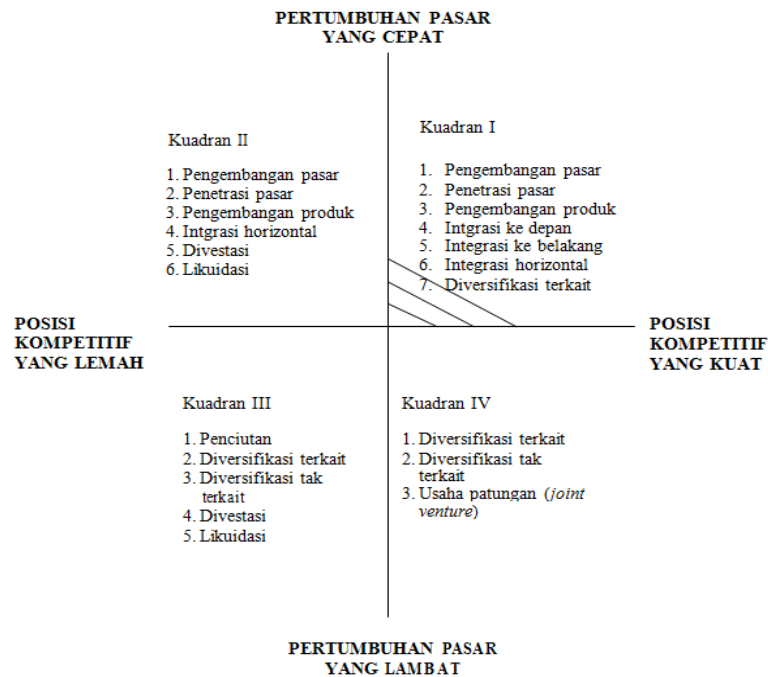 PERTUMBUHAN PASAR
YANG CEPAT
Kuadran II
1. Pengembangan pasar
2. Penetrasi pasar
3. Pengembangan produk
4. Intgrasi horizontal
5. Divestasi
6. Likuidasi
Kuadran I
1. Pengembangan pasar
2. Penetrasi pasar
3. Pengembangan produk
4. Intgrasi ke depan
5. Integrasi ke belakang
6. Integrasi horizontal
7. Diversifikasi terkait
POSISI
KOMPETITIF
YANG LEMAH
POSISI
KOMPETITIF
YANG KUAT
Kuadran III
1. Penciutan
2. Diversifikasi terkait
3. Diversifikasi tak
terkait
4. Divestasi
5. Likuidasi
Kuadran IV
1. Diversifikasi terkait
2. Diversifikasi tak
terkait
3. Usaha patungan (joint
venture)
PERTUMBUHAN PASAR
YANG LAMBAT